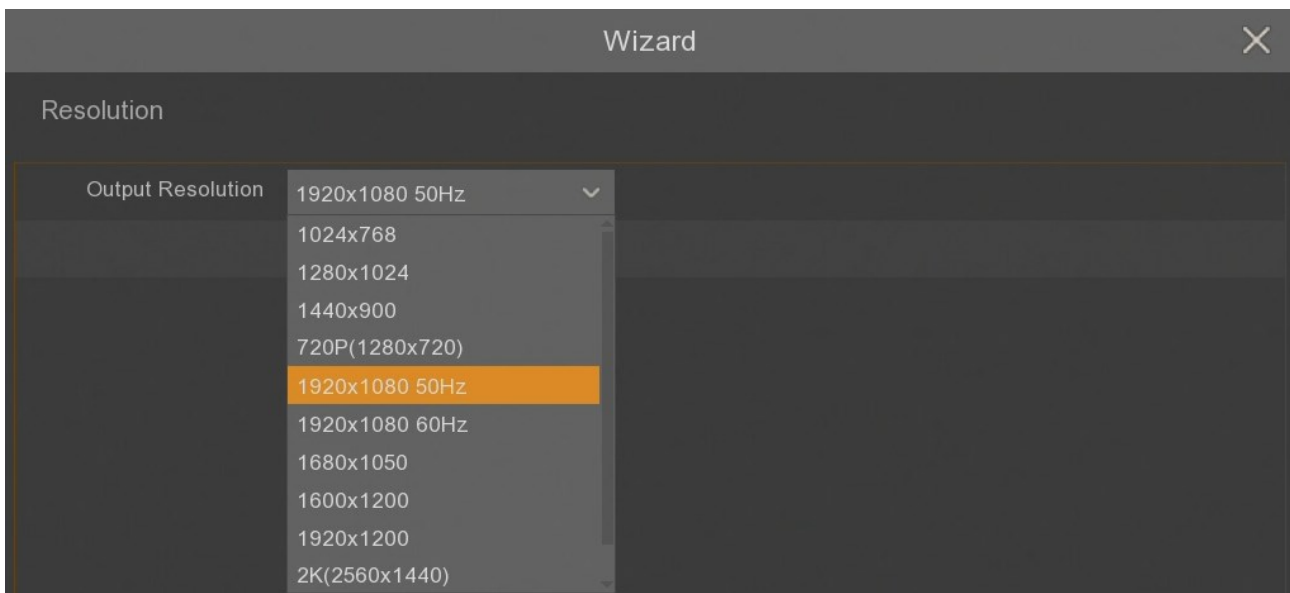 Wizard
Resolution
Output Resolution 1920x1080 50Hz
1024x768
1280x1024
1440x900
720P(1280x720)
1920x1080 50Hz
1920x1080 60Hz
1680x1050
1600x1200
1920x1200
2K(2560x1440)